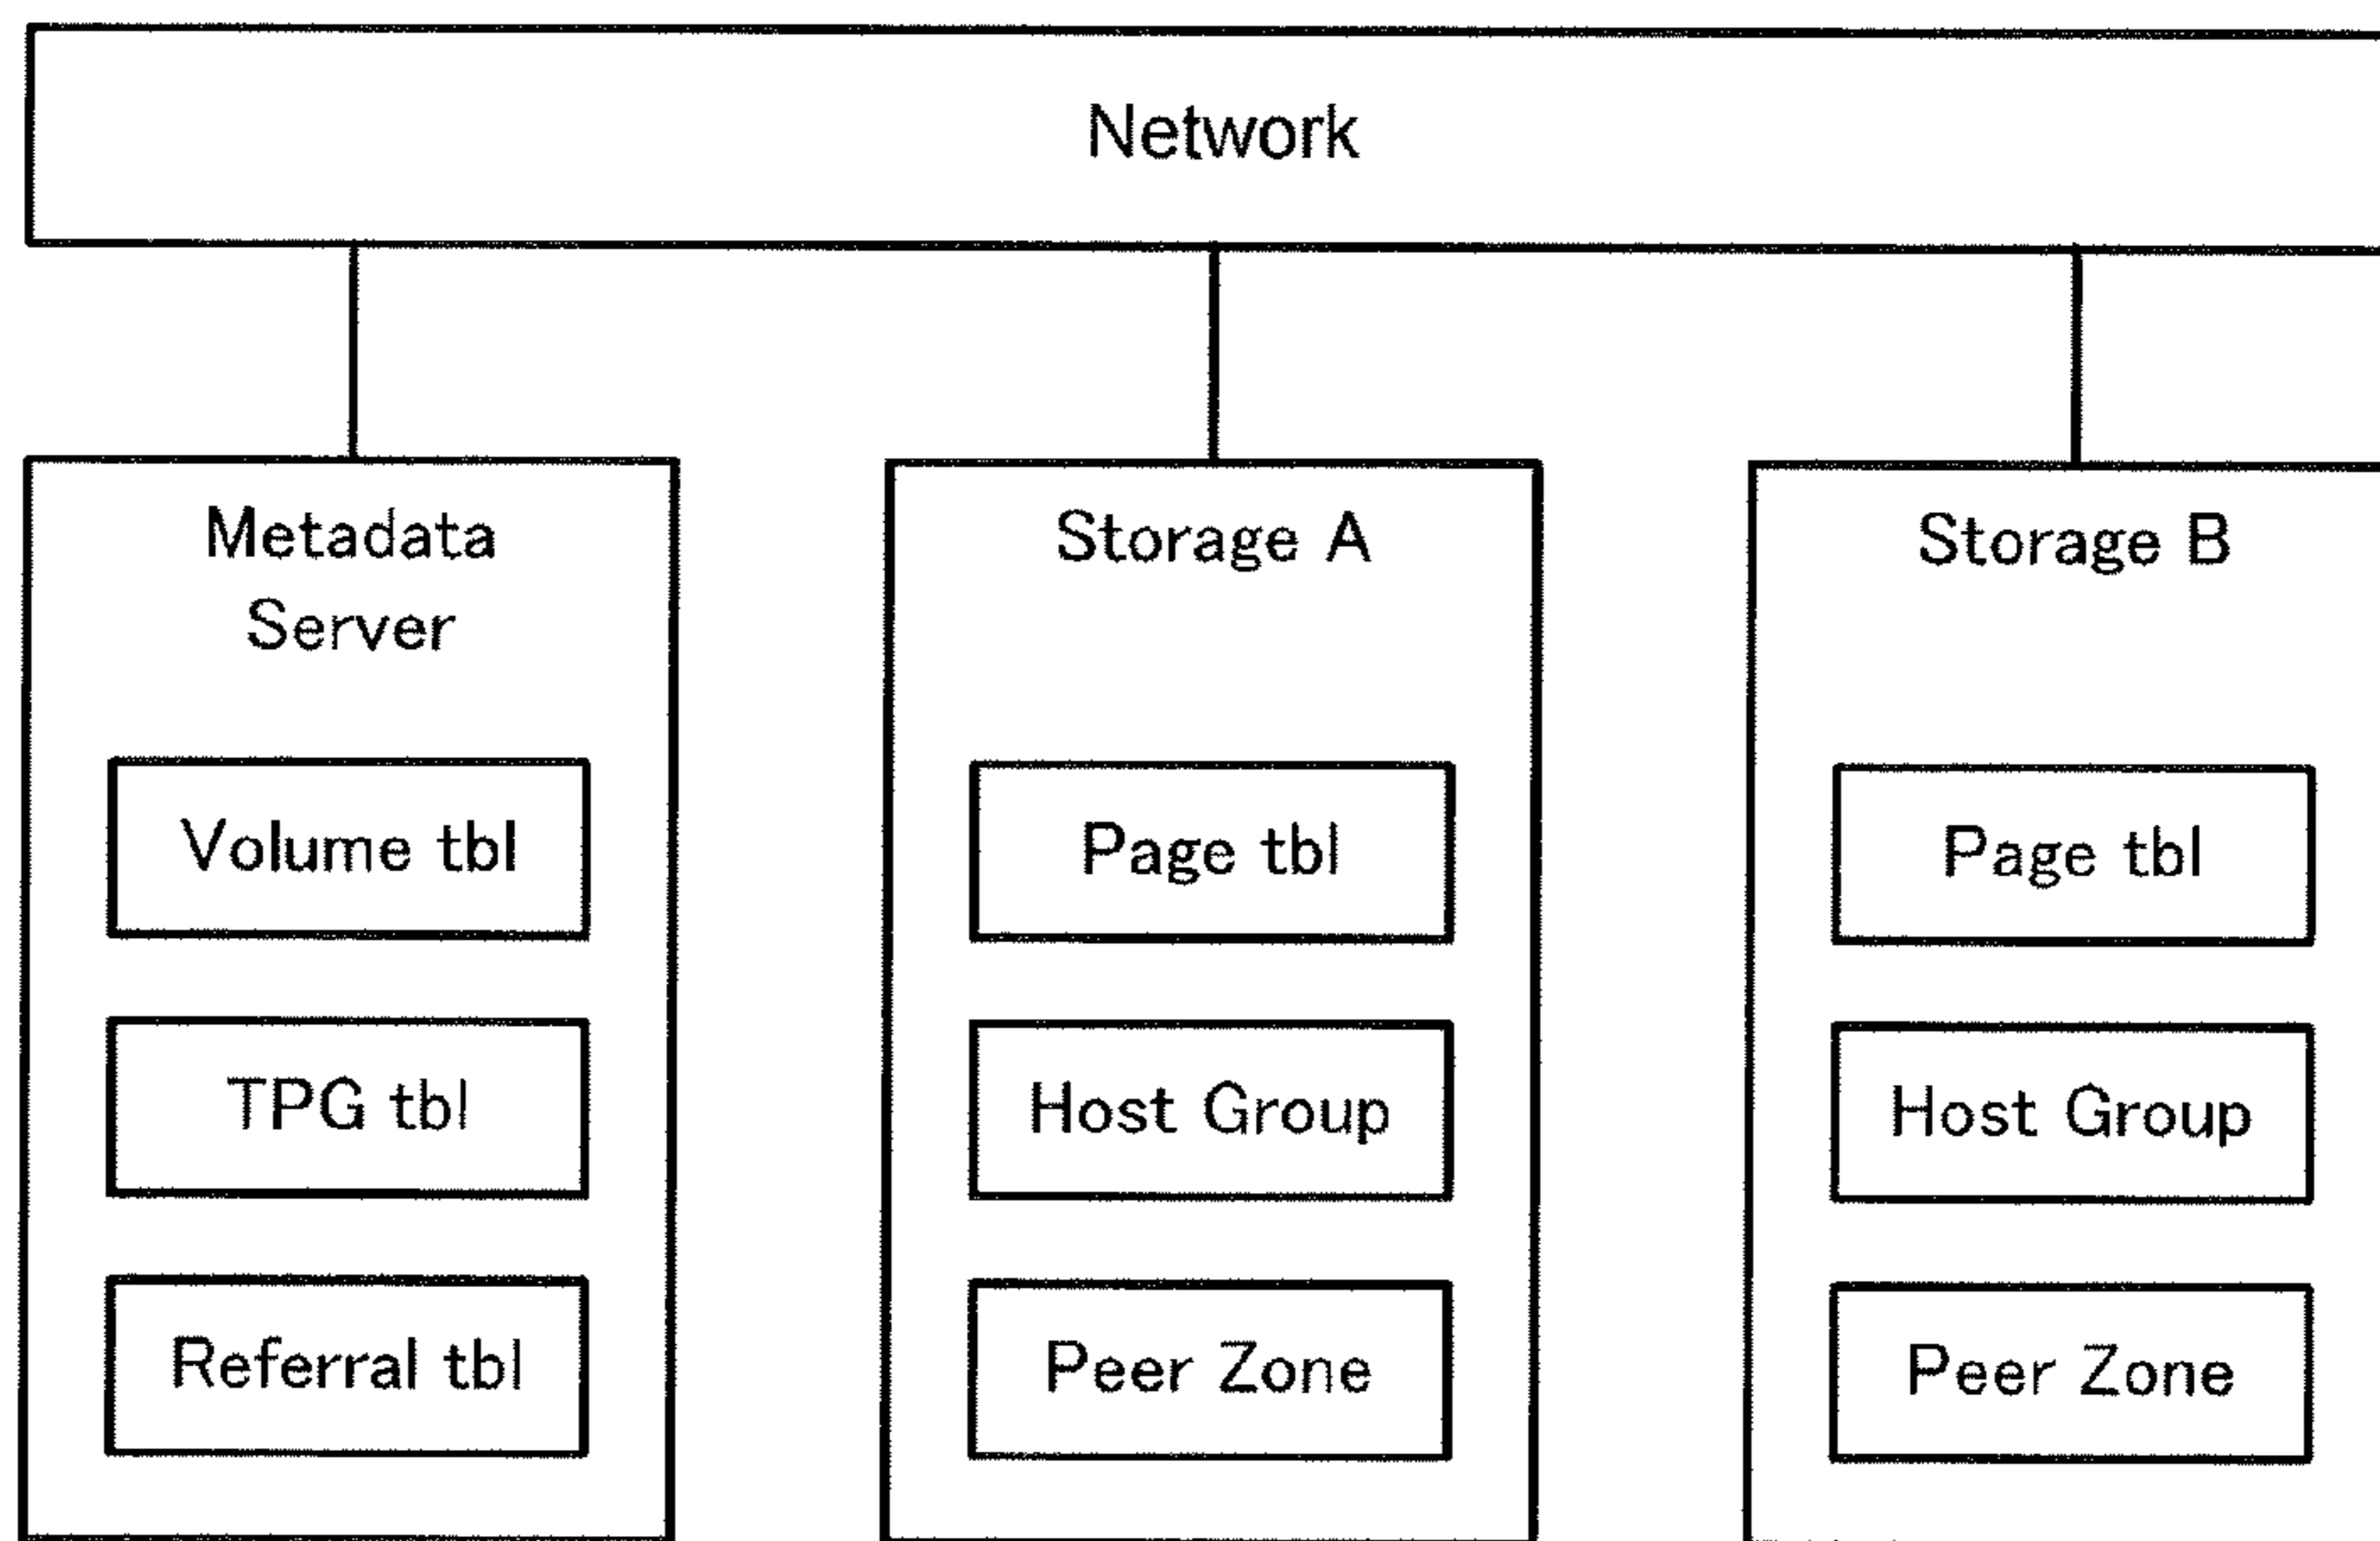 Network
Metadata
Server
Volume tbl
TPG tbl
Referral tbl
Storage A
Page tbl
Host Group
Peer Zone
Storage B
Page tbl
Host Group
Peer Zone